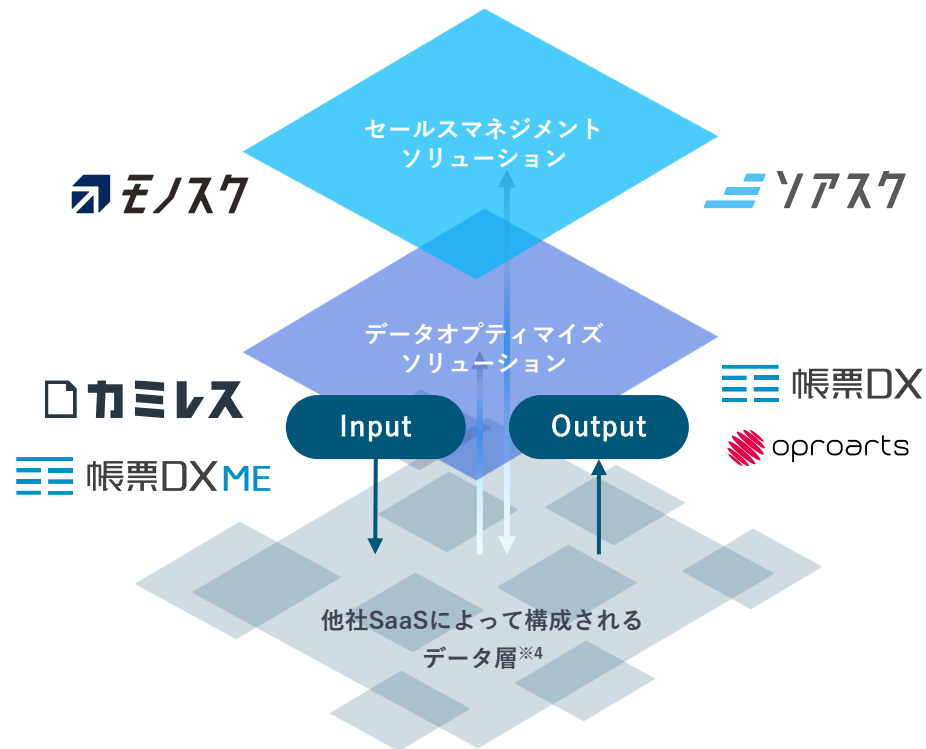 セールスマネジメント
ソリューション
モノスク
ソアスク
データオプティマイズ
ソリューション
カミレス
帳票DX
Input
Output
oproarts
帳票DX ME
他社SaaSによって構成される
データ層※4